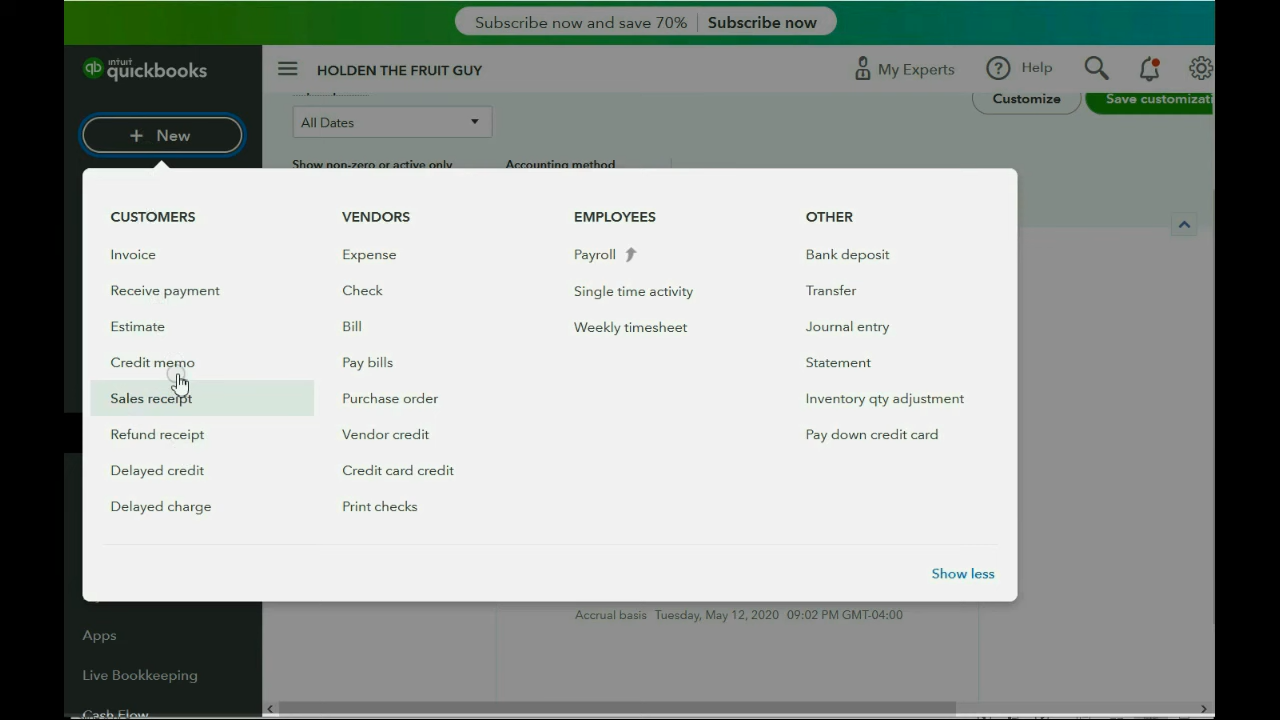 Subscribe now and save 70% Subscribe now
intuit
quickbooks
HOLDEN THE FRUIT GUY
My Experts
Help
+ New
All Dates
Customize
Save customizati
Show non-zero or active only
Accounting method
CUSTOMERS
Invoice
Receive payment
Estimate
Credit memo
Sales receipt
Refund receipt
Delayed credit
Delayed charge
VENDORS
Expense
Check
Bill
Pay bills
Purchase order
Vendor credit
Credit card credit
Print checks
EMPLOYEES
Payroll
Single time activity
Weekly timesheet
OTHER
Bank deposit
Transfer
Journal entry
Statement
Inventory qty adjustment
Pay down credit card
Show less
Accrual basis Tuesday, May 12, 2020 09:02 PM GMT-04:00
Apps
Live Bookkeeping
Cash Flow